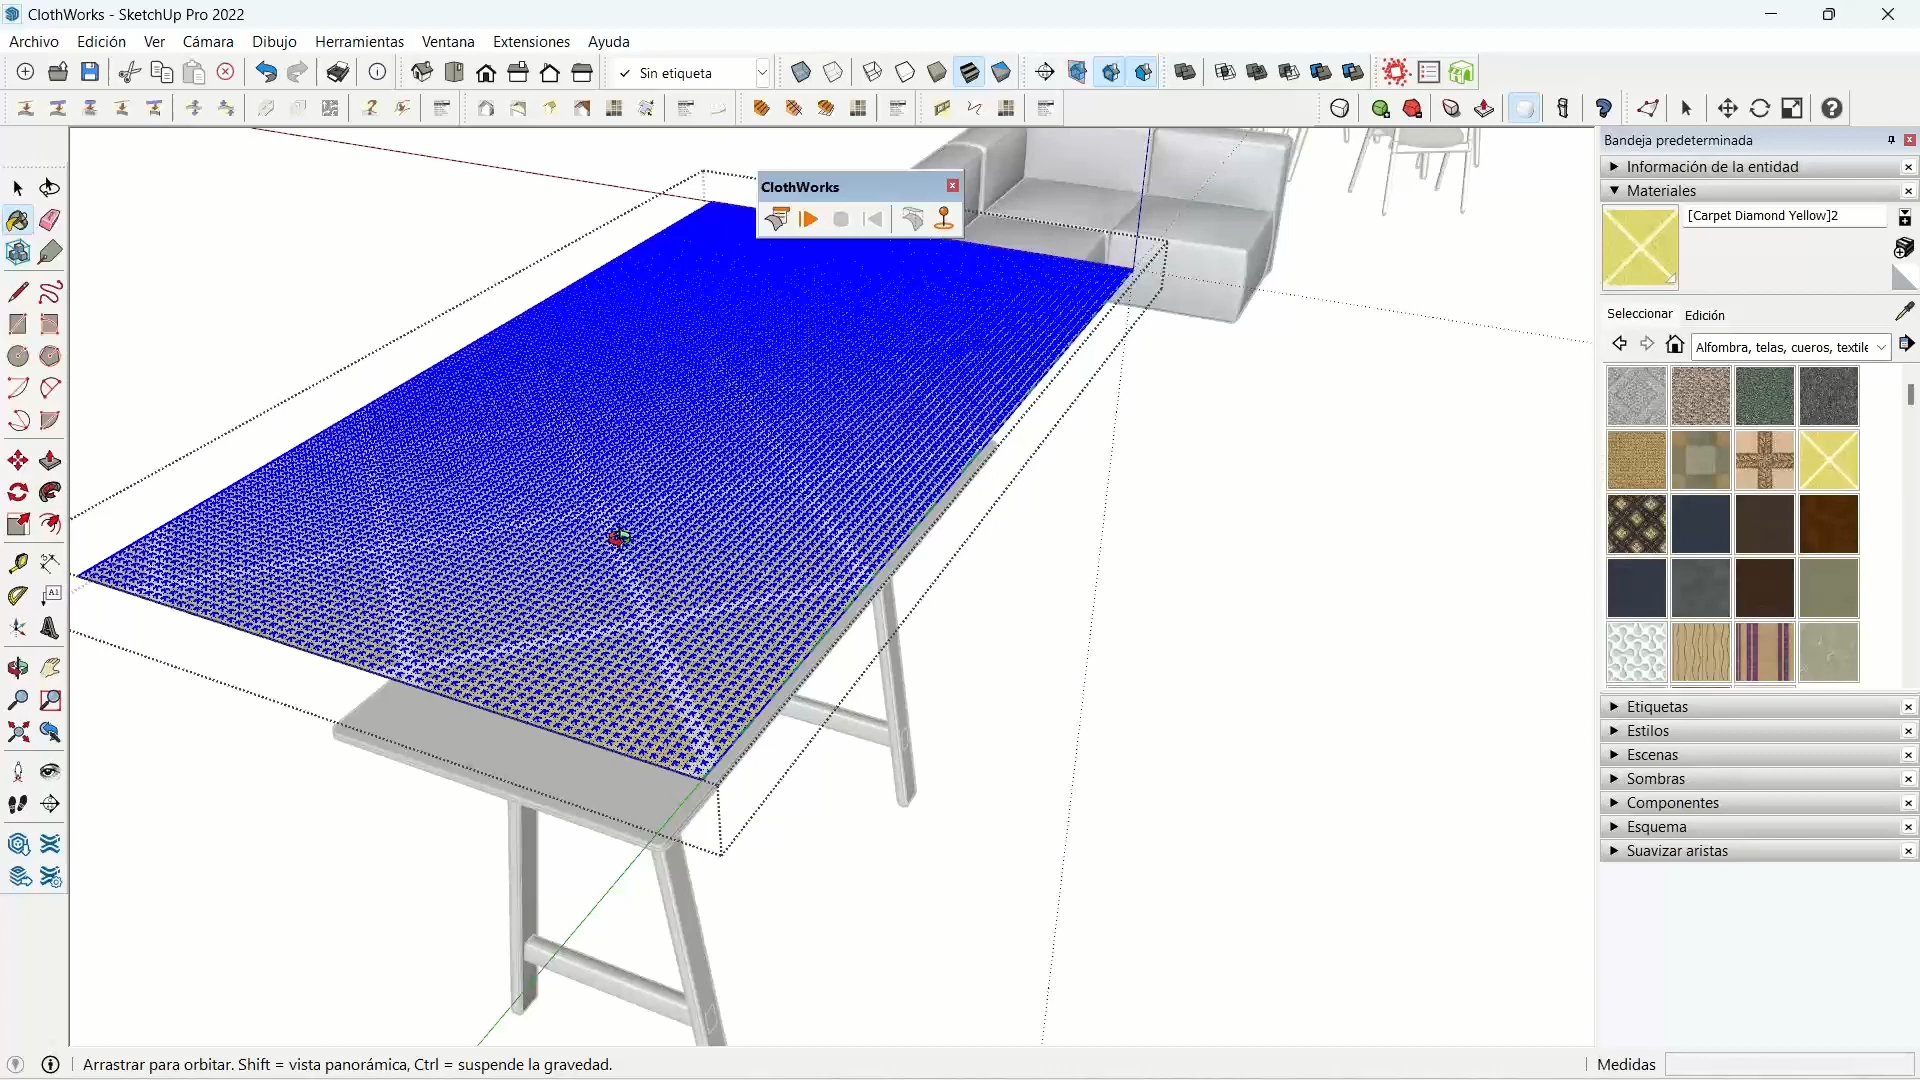 ClothWorks - SketchUp Pro 2022
Archivo Edición Ver Cámara Dibujo Herramientas Ventana Extensiones Ayuda
✓ Sin etiqueta
Bandeja predeterminada
Información de la entidad
Materiales
ClothWorks
[Carpet Diamond Yellow]2
Seleccionar Edición
Alfombra, telas, cueros, textile
A1
Etiquetas
Estilos
Escenas
Sombras
Componentes
Esquema
Suavizar aristas
Arrastrar para orbitar. Shift = vista panorámica, Ctrl = suspende la gravedad.
Medidas